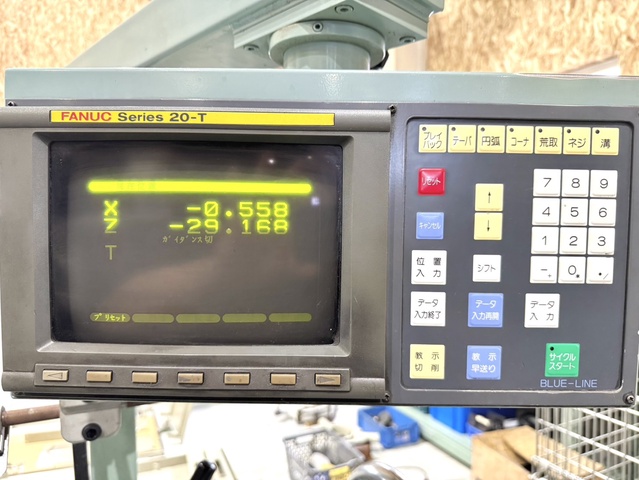 FANUC Series 20-T
X -0.558
Z -29.168
ガイダンス切
T
プリセット
プレイバック
テーパ
円弧
コーナ
荒取
ネジ
溝
リセット
↑
7 8 9
キャンセル
↓
4 5 6
位置入力
シフト
1 2 3
-+ 0. ./
データ入力終了
データ入力再開
データ入力
教示切削
教示早送り
サイクルスタート
BLUE-LINE